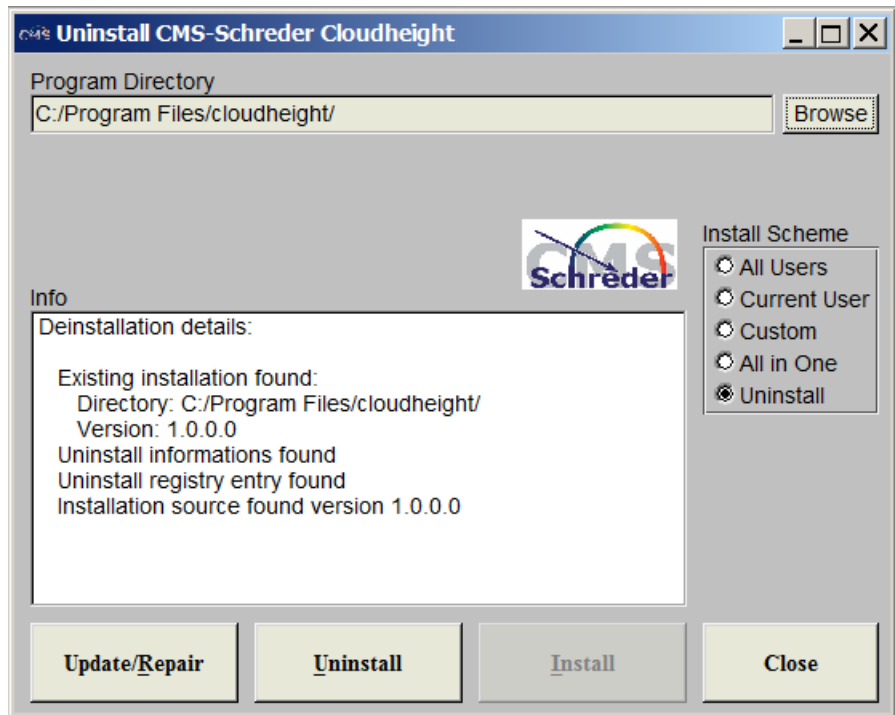 CMS Uninstall CMS-Schreder Cloudheight
Program Directory
C:/Program Files/cloudheight/
Browse
CMS
Schreder
Install Scheme
All Users
Current User
Custom
All in One
Uninstall
Info
Deinstallation details:
Existing installation found:
Directory: C:/Program Files/cloudheight/
Version: 1.0.0.0
Uninstall informations found
Uninstall registry entry found
Installation source found version 1.0.0.0
Update/Repair
Uninstall
Install
Close